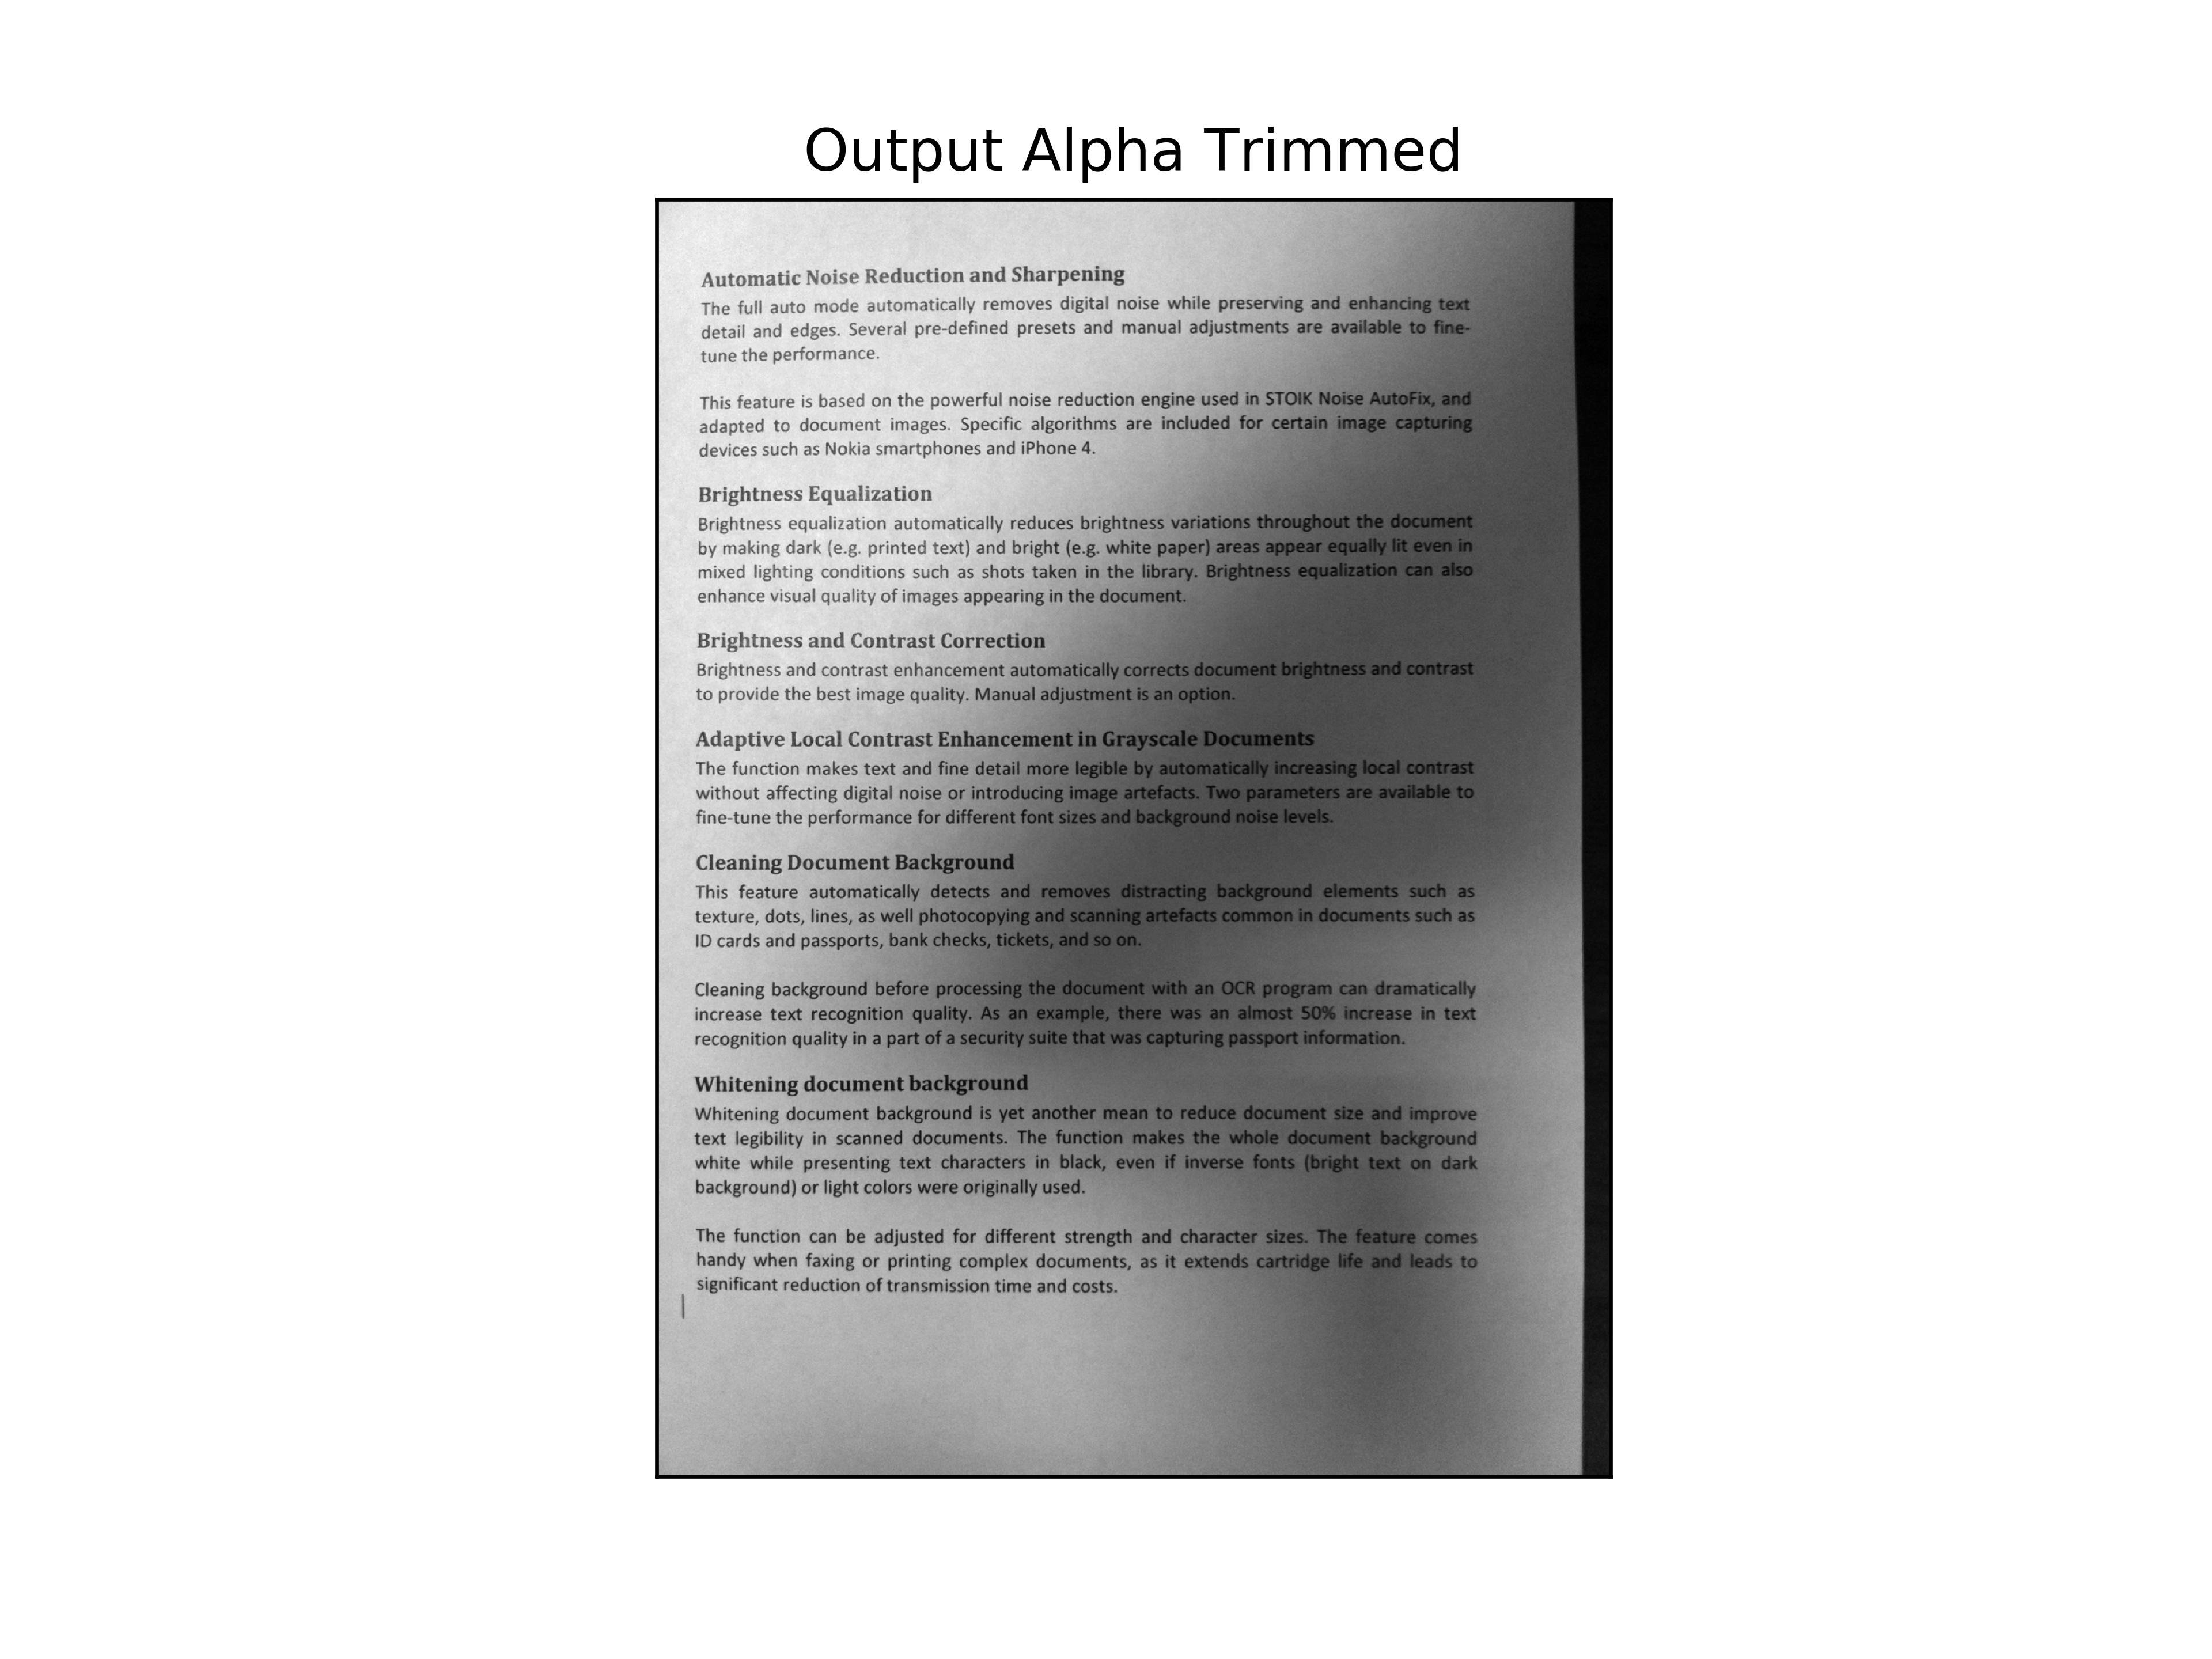 Output Alpha Trimmed
Automatic Noise Reduction and Sharpening
The full auto mode automatically removes digital noise while preserving and enhancing text
detail and edges. Several pre-defined presets and manual adjustments are available to fine-
tune the performance.
This feature is based on the powerful noise reduction engine used in STOIK Noise AutoFix, and
adapted to document images. Specific algorithms are included for certain image capturing
devices such as Nokia smartphones and iPhone 4.
Brightness Equalization
Brightness equalization automatically reduces brightness variations throughout the document
by making dark (e.g. printed text) and bright (e.g. white paper) areas appear equally lit even in
mixed lighting conditions such as shots taken in the library. Brightness equalization can also
enhance visual quality of images appearing in the document.
Brightness and Contrast Correction
Brightness and contrast enhancement automatically corrects document brightness and contrast
to provide the best image quality. Manual adjustment is an option.
Adaptive Local Contrast Enhancement in Grayscale Documents
The function makes text and fine detail more legible by automatically increasing local contrast
without affecting digital noise or introducing image artefacts. Two parameters are available to
fine-tune the performance for different font sizes and background noise levels.
Cleaning Document Background
This feature automatically detects and removes distracting background elements such as
texture, dots, lines, as well photocopying and scanning artefacts common in documents such as
ID cards and passports, bank checks, tickets, and so on.
Cleaning background before processing the document with an OCR program can dramatically
increase text recognition quality. As an example, there was an almost 50% increase in text
recognition quality in a part of a security suite that was capturing passport information.
Whitening document background
Whitening document background is yet another mean to reduce document size and improve
text legibility in scanned documents. The function makes the whole document background
white while presenting text characters in black, even if inverse fonts (bright text on dark
background) or light colors were originally used.
The function can be adjusted for different strength and character sizes. The feature comes
handy when faxing or printing complex documents, as it extends cartridge life and leads to
significant reduction of transmission time and costs.